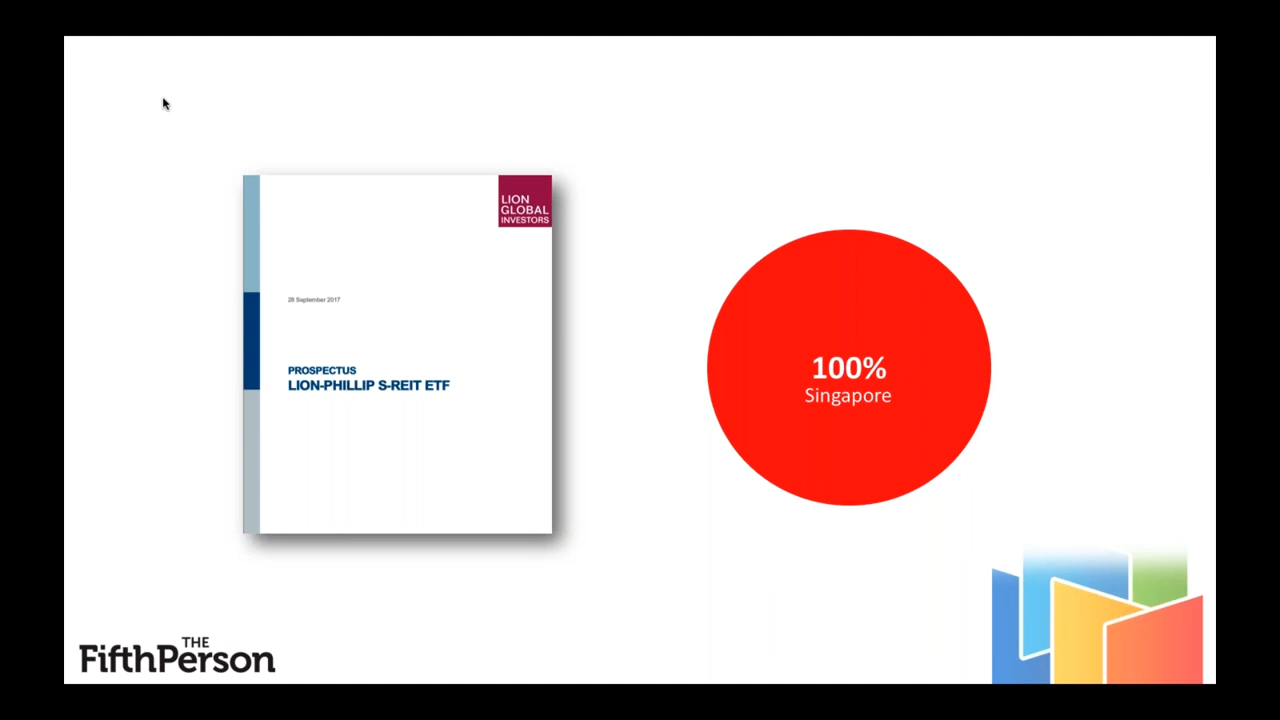 LION
GLOBAL
INVESTORS
28 September 2017
PROSPECTUS
LION-PHILLIP S-REIT ETF
100%
Singapore
THE
FifthPerson